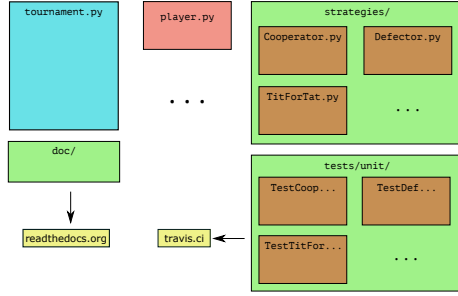 tournament.py
player.py
strategies/
Cooperator.py
Defector.py
TitForTat.py
...
...
doc/
tests/unit/
TestCoop...
TestDef...
TestTitFor...
...
readthedocs.org
travis.ci